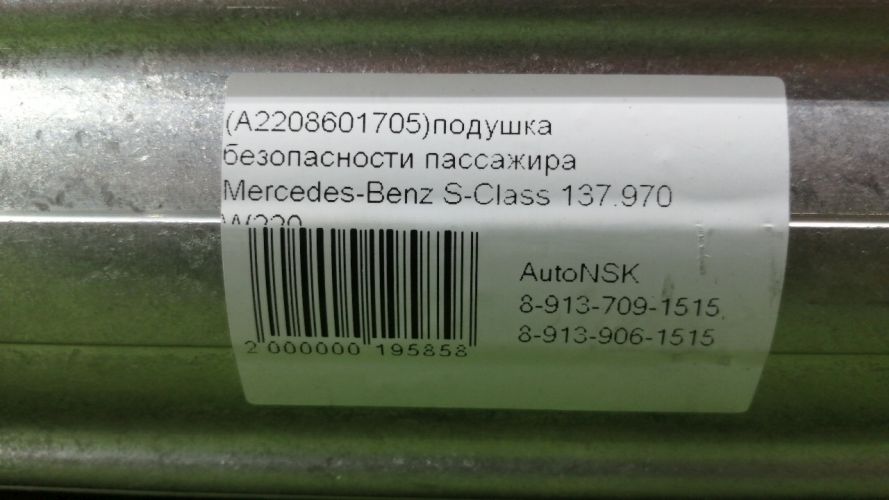 (A2208601705)подушка
безопасности пассажира
Mercedes-Benz S-Class 137.970
W220
AutoNSK
8-913-709-1515
8-913-906-1515
2 000000 195858